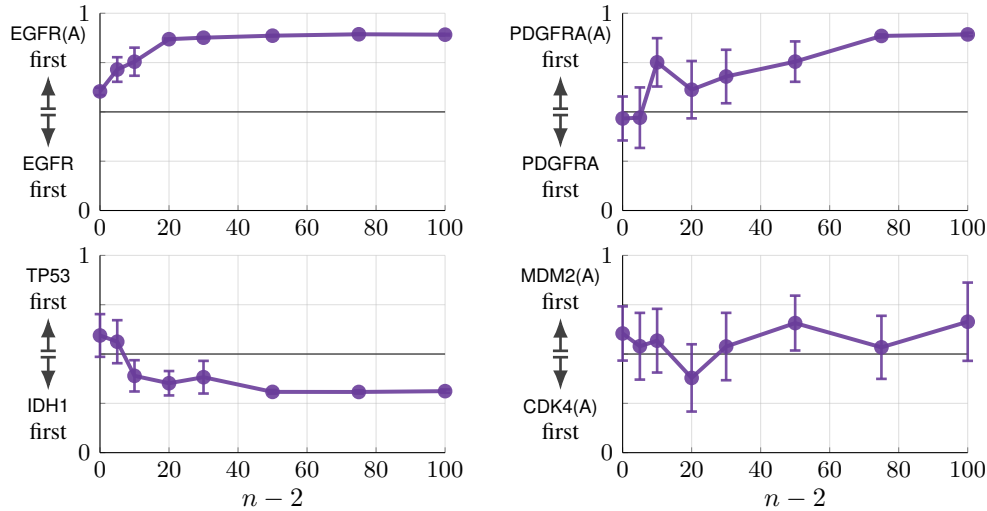 1
EGFR(A)
first
EGFR
first
0
0 20 40 60 80 100
1
PDGFRA(A)
first
PDGFRA
first
0
0 20 40 60 80 100
1
TP53
first
IDH1
first
0
0 20 40 60 80 100
n − 2
1
MDM2(A)
first
CDK4(A)
first
0
0 20 40 60 80 100
n − 2